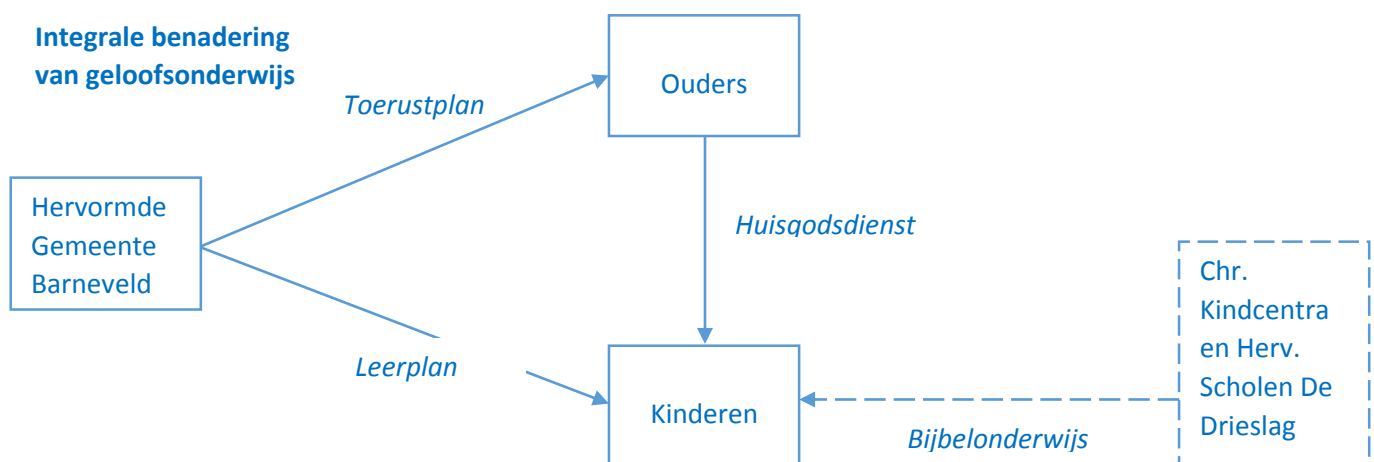 Integrale benadering
van geloofsonderwijs
Toerustplan
Ouders
Hervormde
Gemeente
Barneveld
Huisgodsdienst
Leerplan
Kinderen
Bijbelonderwijs
Chr.
Kindcentra
en Herv.
Scholen De
Drieslag